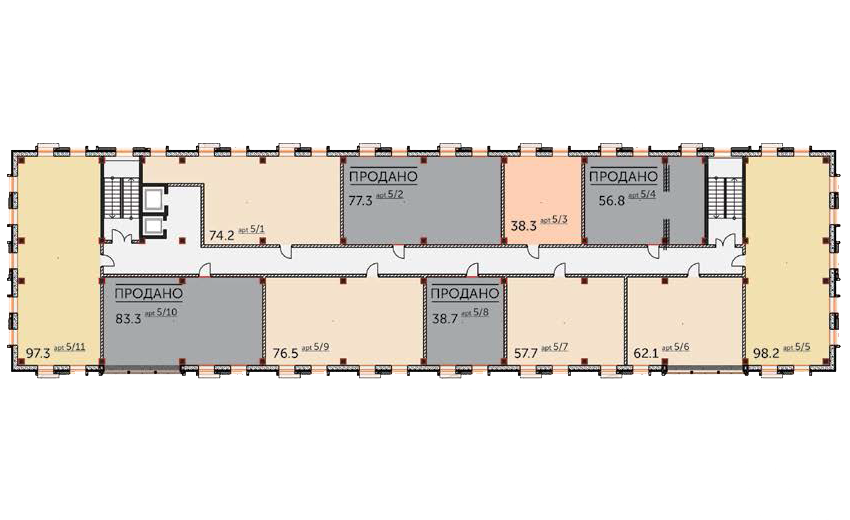 ПРОДАНО
77.3 apt 5/2
ПРОДАНО
56.8 apt 5/4
74.2 apt 5/1
38.3 apt 5/3
ПРОДАНО
83.3 apt 5/10
ПРОДАНО
38.7 apt 5/8
97.3 apt 5/11
76.5 apt 5/9
57.7 apt 5/7
62.1 apt 5/6
98.2 apt 5/5